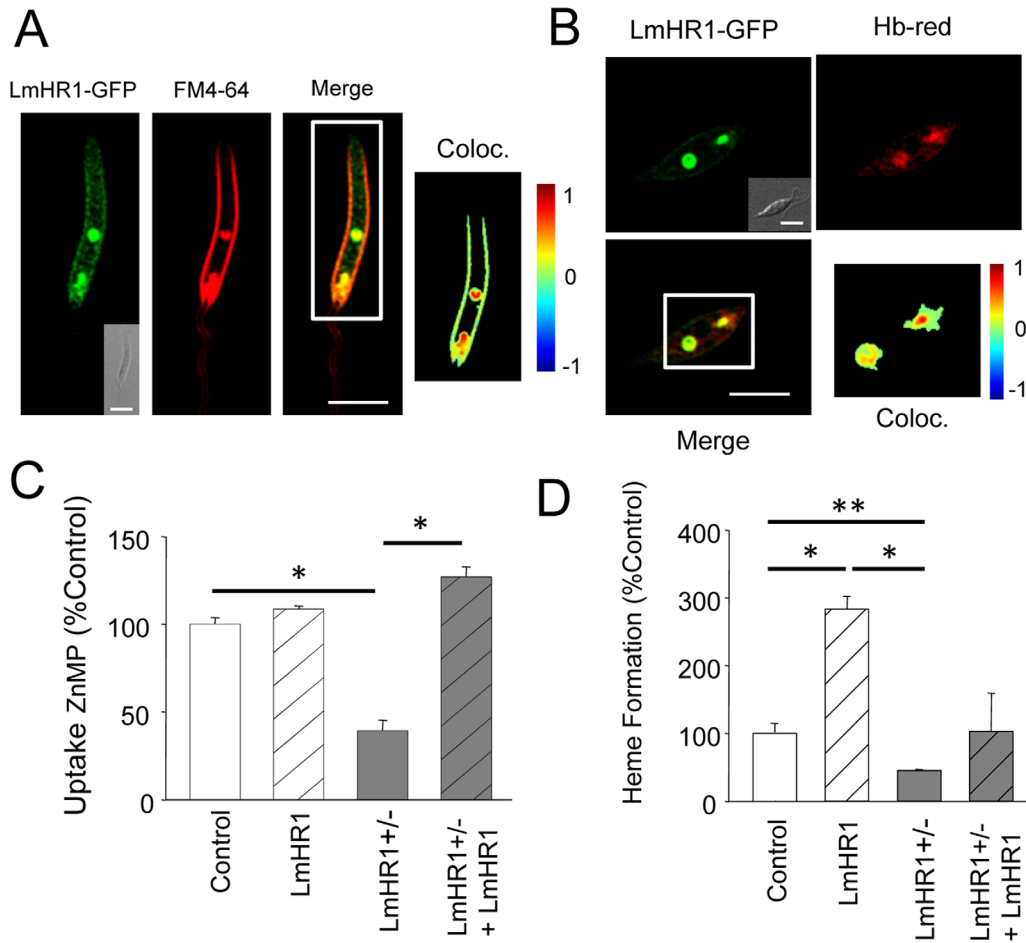 A
LmHR1-GFP
FM4-64
Merge
Coloc.
1
0
-1
B
LmHR1-GFP
Hb-red
Merge
Coloc.
1
0
-1
C
Uptake ZnMP (%Control)
150
100
50
0
*
*
Control
LmHR1
LmHR1+/-
LmHR1+/-
+ LmHR1
D
Heme Formation (%Control)
400
300
200
100
0
**
*
*
Control
LmHR1
LmHR1+/-
LmHR1+/-
+ LmHR1